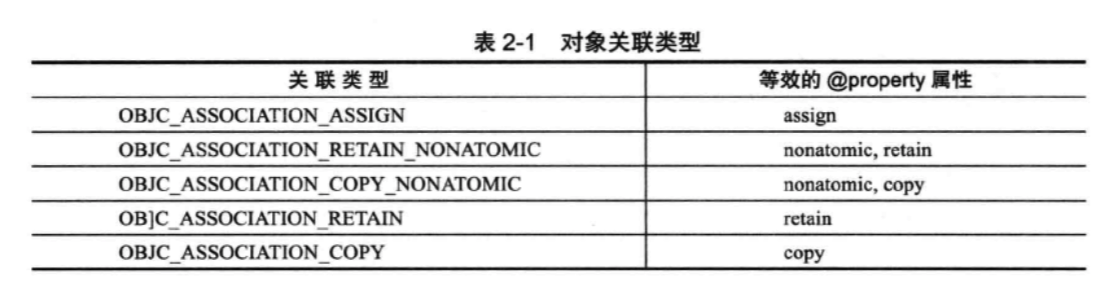 表 2-1 对象关联类型
关联类型 等效的 @property 属性
OBJC_ASSOCIATION_ASSIGN assign
OBJC_ASSOCIATION_RETAIN_NONATOMIC nonatomic, retain
OBJC_ASSOCIATION_COPY_NONATOMIC nonatomic, copy
OB]C_ASSOCIATION_RETAIN retain
OBJC_ASSOCIATION_COPY copy